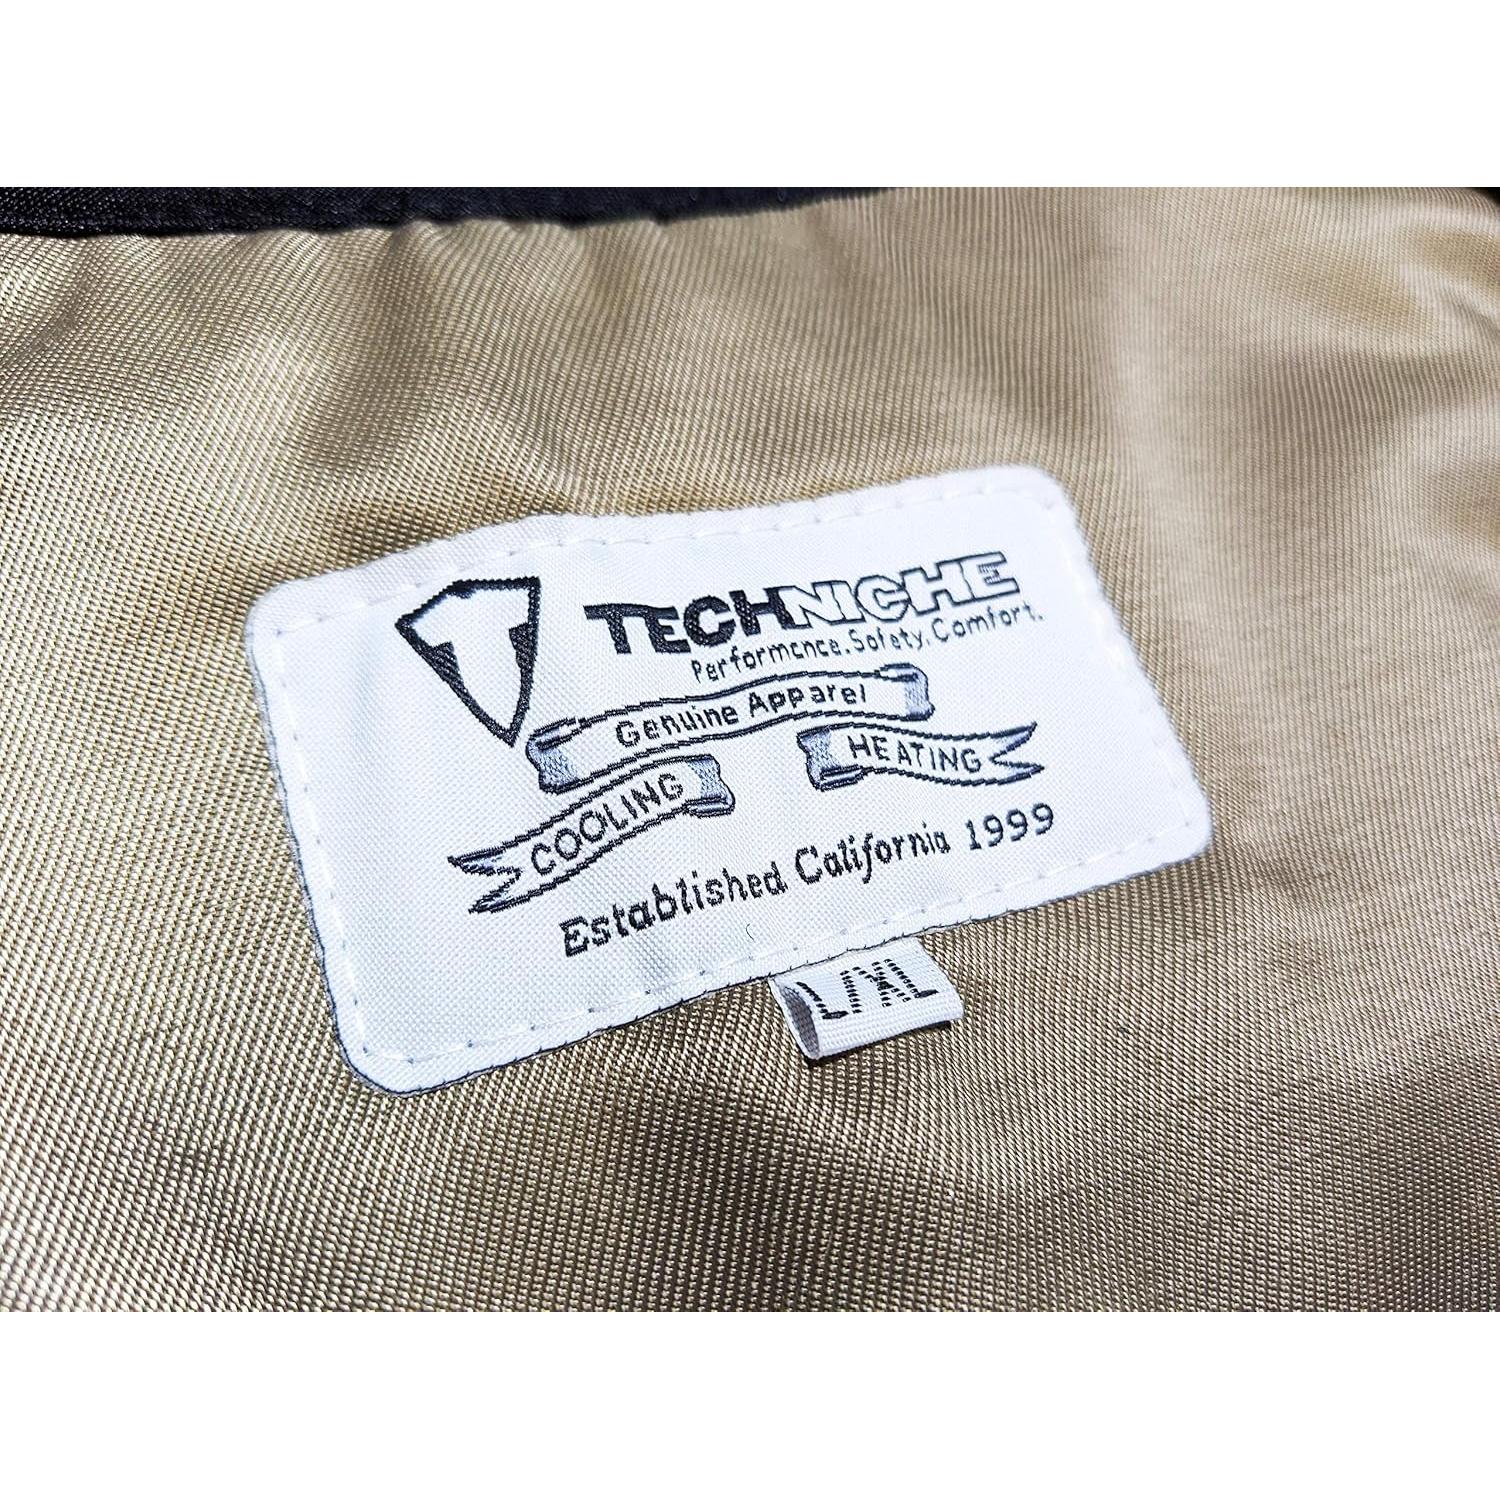 T
TECHNICHE
Performance.Safety.Comfort.
Genuine Apparel
COOLING
HEATING
Established California 1999
L/XL